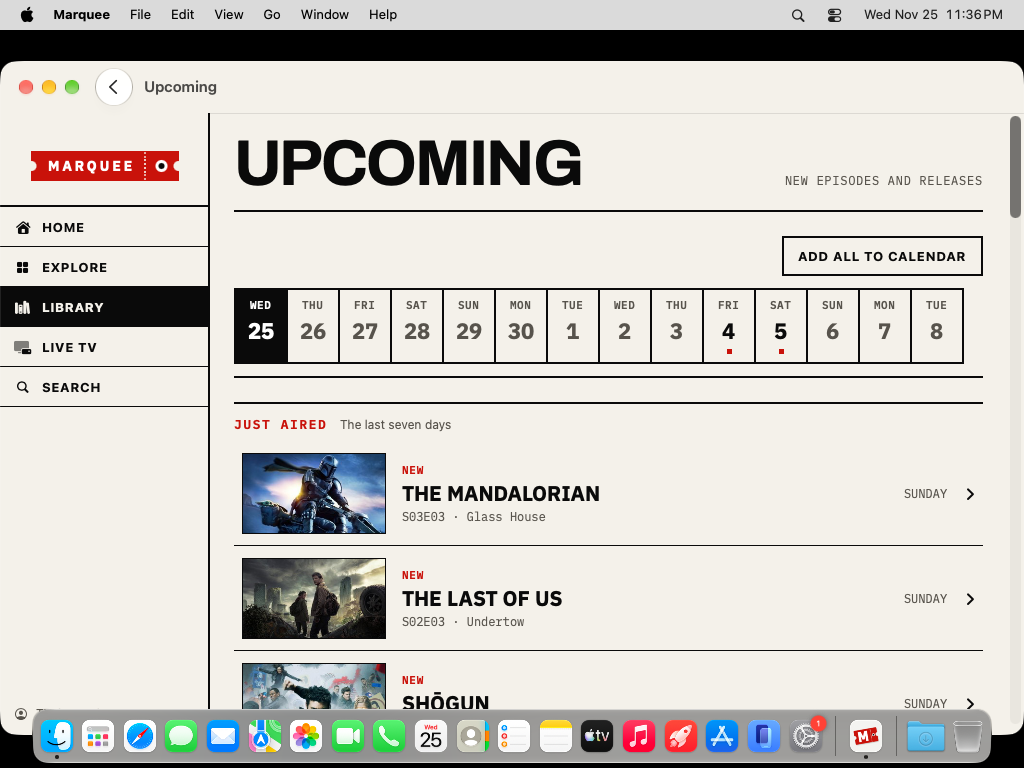 Marquee File Edit View Go Window Help Wed Nov 25 11:36 PM
Upcoming
MARQUEE
HOME
EXPLORE
LIBRARY
LIVE TV
SEARCH
UPCOMING
NEW EPISODES AND RELEASES
ADD ALL TO CALENDAR
WED THU FRI SAT SUN MON TUE WED THU FRI SAT SUN MON TUE
25 26 27 28 29 30 1 2 3 4 5 6 7 8
JUST AIRED The last seven days
NEW
THE MANDALORIAN
S03E03 · Glass House
SUNDAY
NEW
THE LAST OF US
S02E03 · Undertow
SUNDAY
NEW
SHŌGUN
SUNDAY
Wed
25
tv
1
M